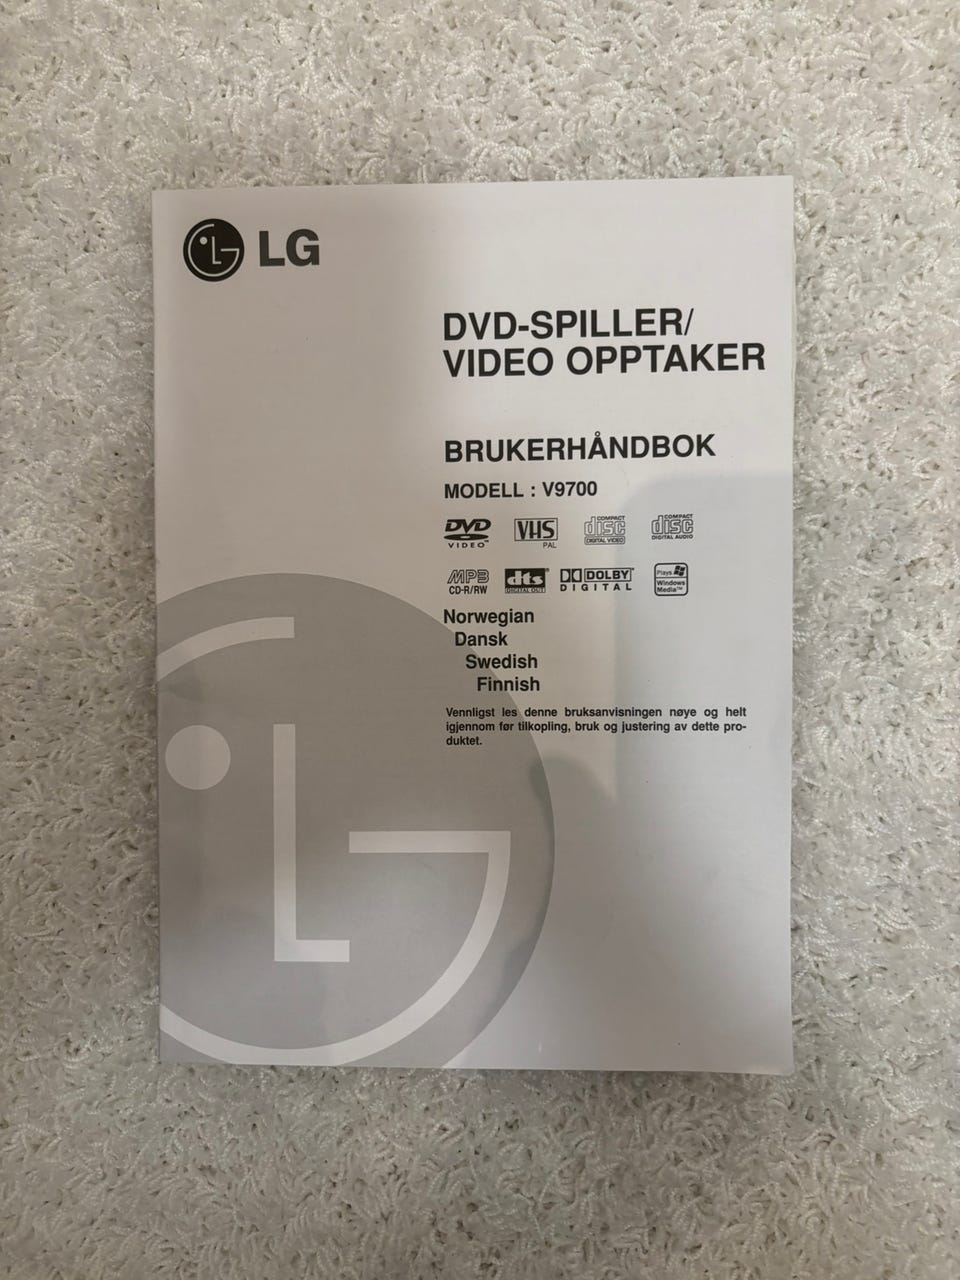 LG
DVD-SPILLER/
VIDEO OPPTAKER
BRUKERHÅNDBOK
MODELL : V9700
DVD
VIDEO™
VHS
PAL
COMPACT
disc
DIGITAL VIDEO
COMPACT
disc
DIGITAL AUDIO
MP3
CD-R/RW
dts
DIGITAL OUT
DOLBY
DIGITAL
Plays
Windows
Media™
Norwegian
Dansk
Swedish
Finnish
Vennligst les denne bruksanvisningen nøye og helt
igjennom før tilkopling, bruk og justering av dette pro-
duktet.